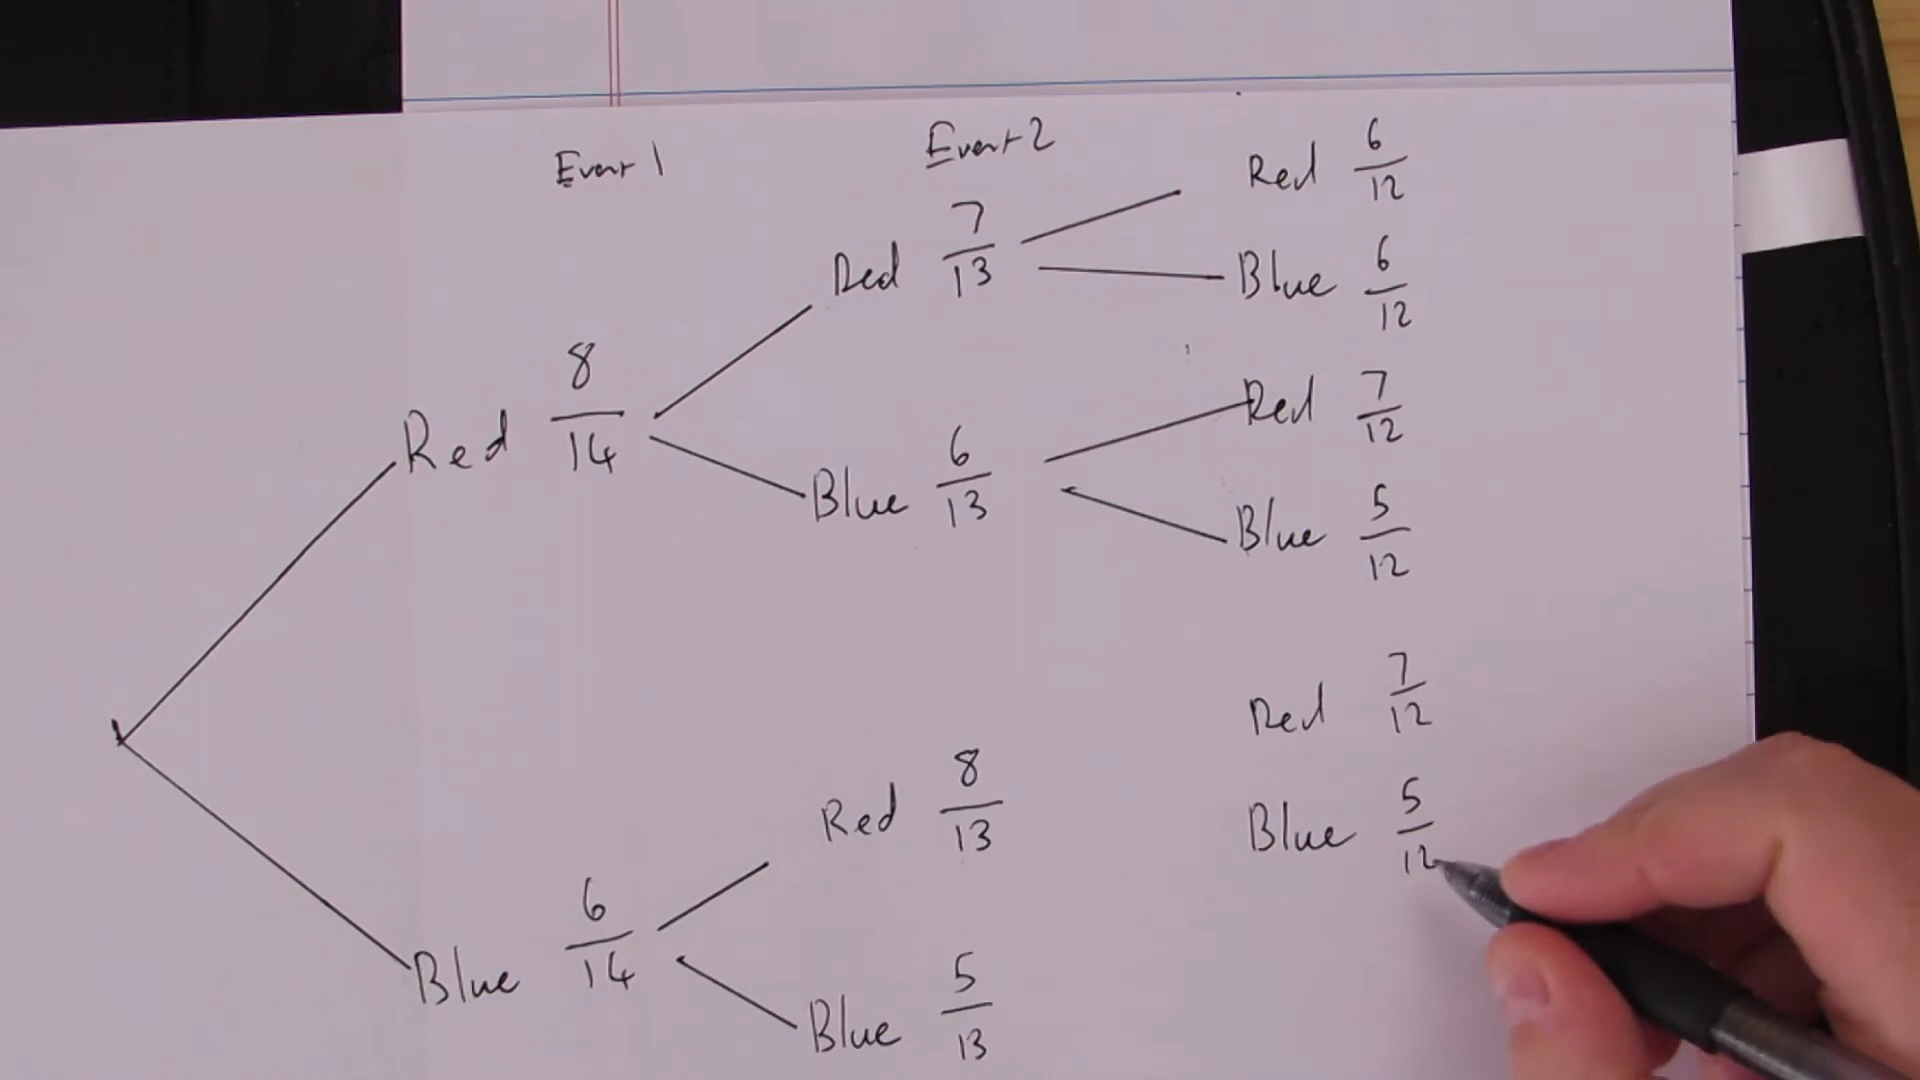 Event 1
Event 2
Red 8/14
Blue 6/14
Red 7/13
Blue 6/13
Red 8/13
Blue 5/13
Red 6/12
Blue 6/12
Red 7/12
Blue 5/12
Red 7/12
Blue 5/12